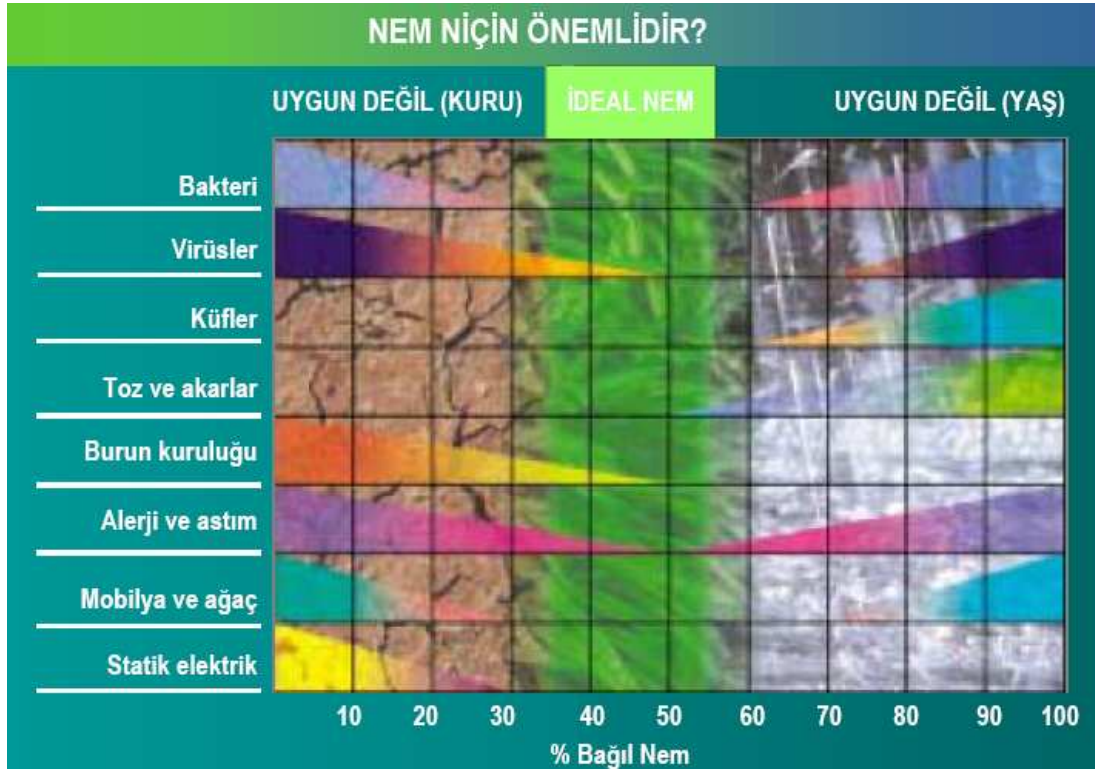 NEM NİÇİN ÖNEMLİDİR?
UYGUN DEĞİL (KURU) İDEAL NEM UYGUN DEĞİL (YAŞ)
Bakteri
Virüsler
Küfler
Toz ve akarlar
Burun kuruluğu
Alerji ve astım
Mobilya ve ağaç
Statik elektrik
10 20 30 40 50 60 70 80 90 100
% Bağıl Nem